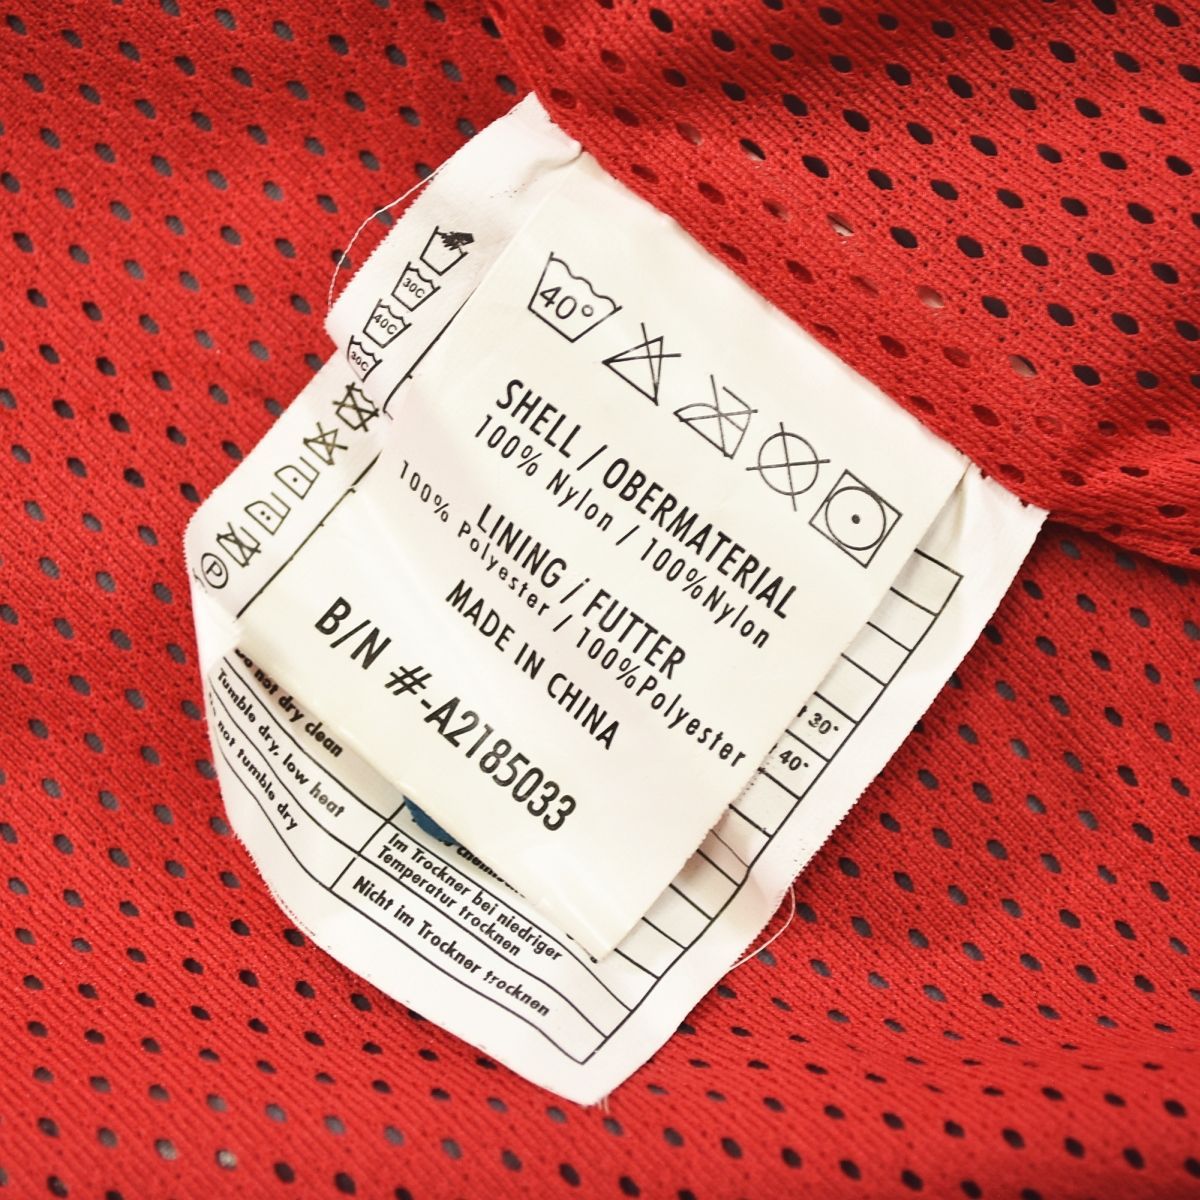 40°
SHELL / OBERMATERIAL
100% Nylon / 100%Nylon
LINING / FUTTER
100% Polyester / 100%Polyester
MADE IN CHINA
B/N #-A2185033
30C
40C
30C
P
30°
40°
not dry clean
Tumble dry, low heat
not tumble dry
Im Trockner bei niedriger
Temperatur trocknen
Nicht im Trockner trocknen